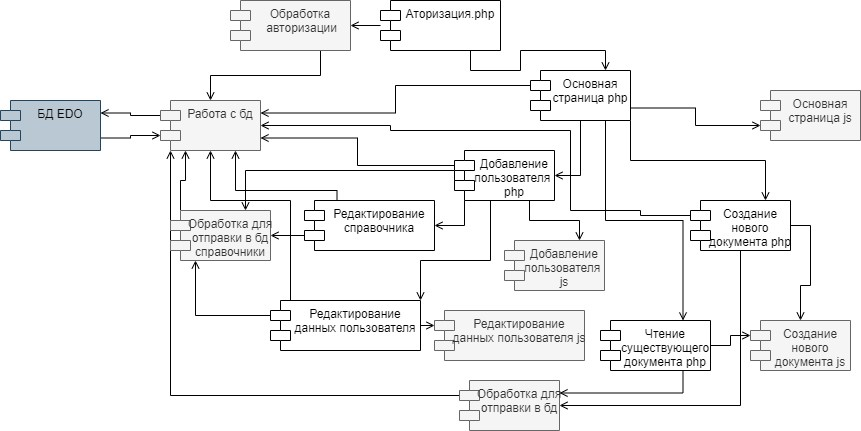 Обработка
авторизации
Аторизация.php
Основная
страница php
Основная
страница js
БД EDO
Работа с бд
Добавление
пользователя
php
Обработка для
отправки в бд
справочники
Редактирование
справочника
Создание
нового
документа php
Добавление
пользователя
js
Редактирование
данных пользователя
Редактирование
данных пользователя js
Чтение
существующего
документа php
Создание
нового
документа js
Обработка для
отправки в бд